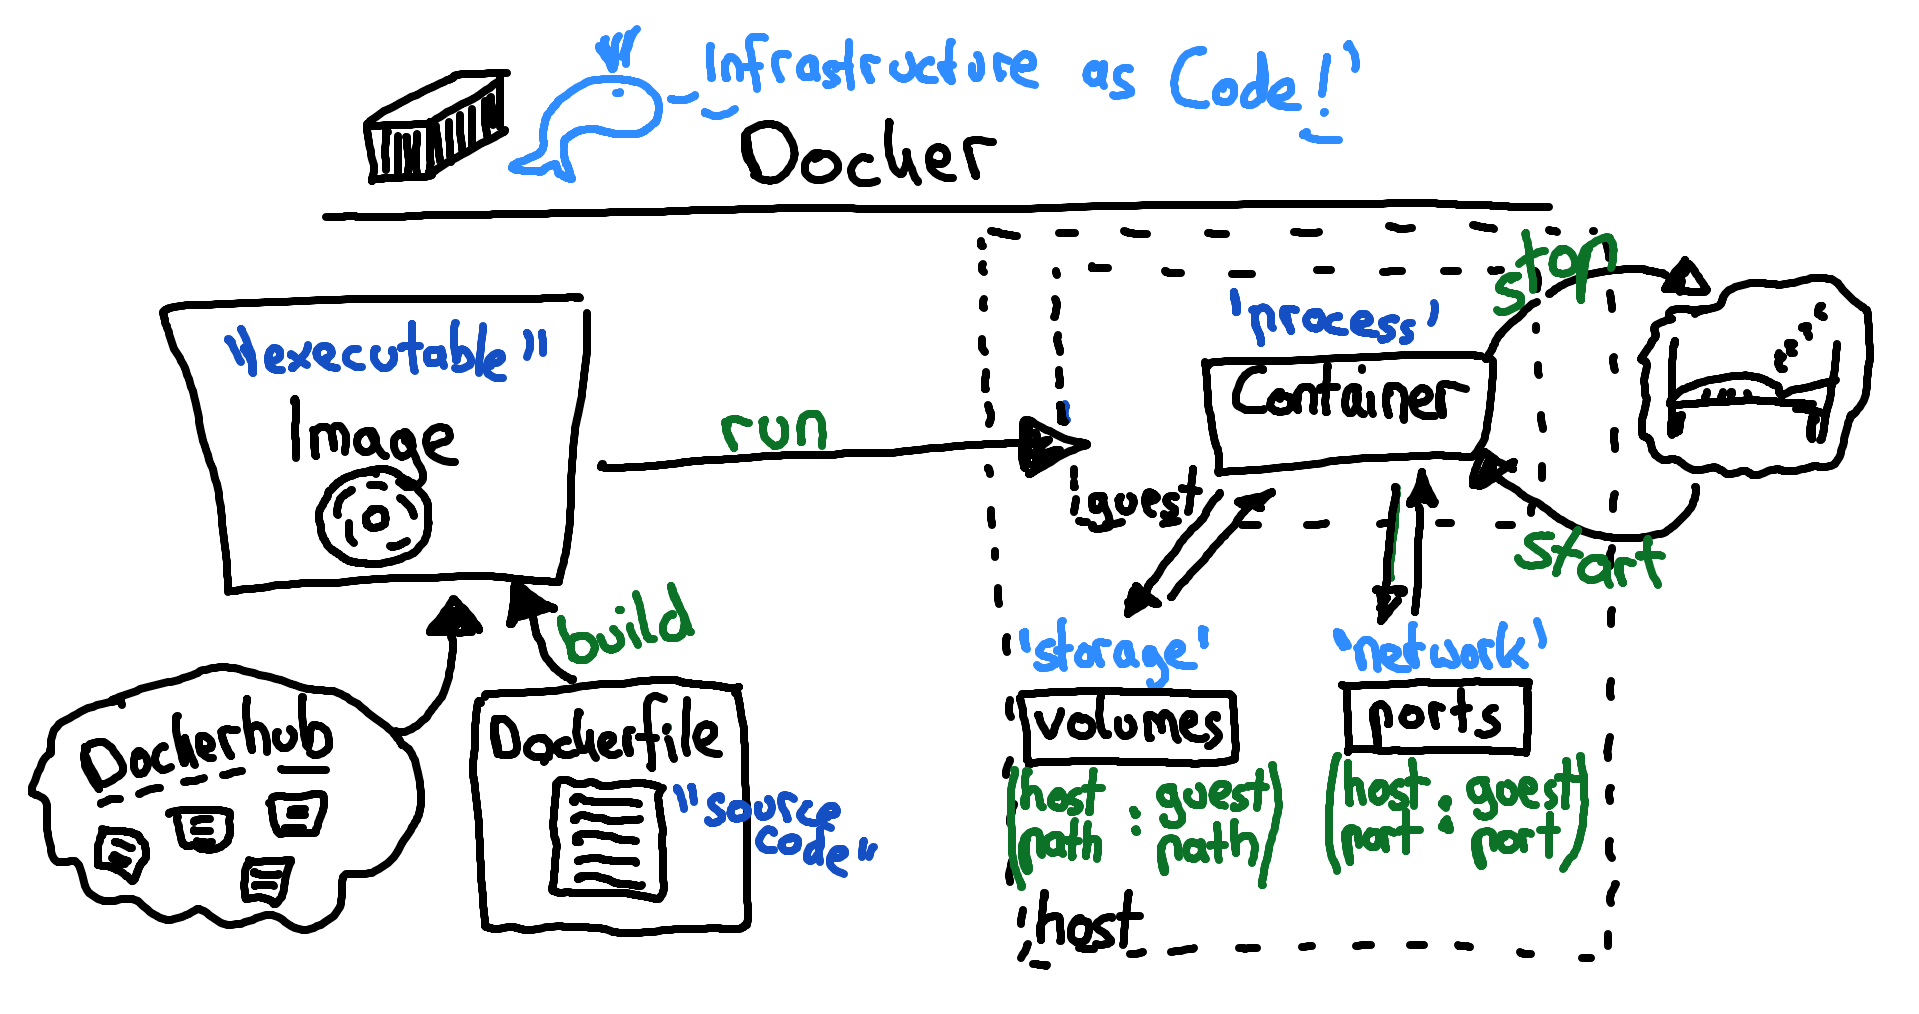 Infrastructure as Code!'
Docker
"executable"
Image
run
'process'
Container
stop
start
guest
build
Dockerhub
Dockerfile
"source
code"
"storage"
volumes
(host : guest)
path : path
'network'
ports
(host : guest)
port : port
host